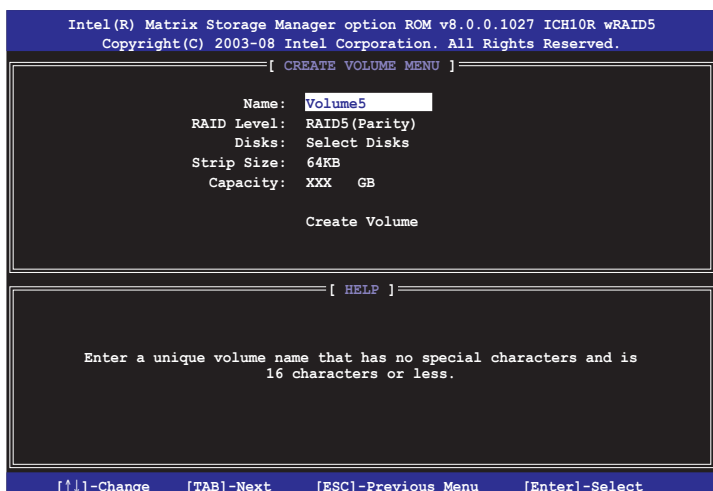 Intel(R) Matrix Storage Manager option ROM v8.0.0.1027 ICH10R wRAID5
Copyright(C) 2003-08 Intel Corporation. All Rights Reserved.
[ CREATE VOLUME MENU ]
Name: Volume5
RAID Level: RAID5(Parity)
Disks: Select Disks
Strip Size: 64KB
Capacity: XXX GB
Create Volume
[ HELP ]
Enter a unique volume name that has no special characters and is
16 characters or less.
[↑↓]-Change [TAB]-Next [ESC]-Previous Menu [Enter]-Select